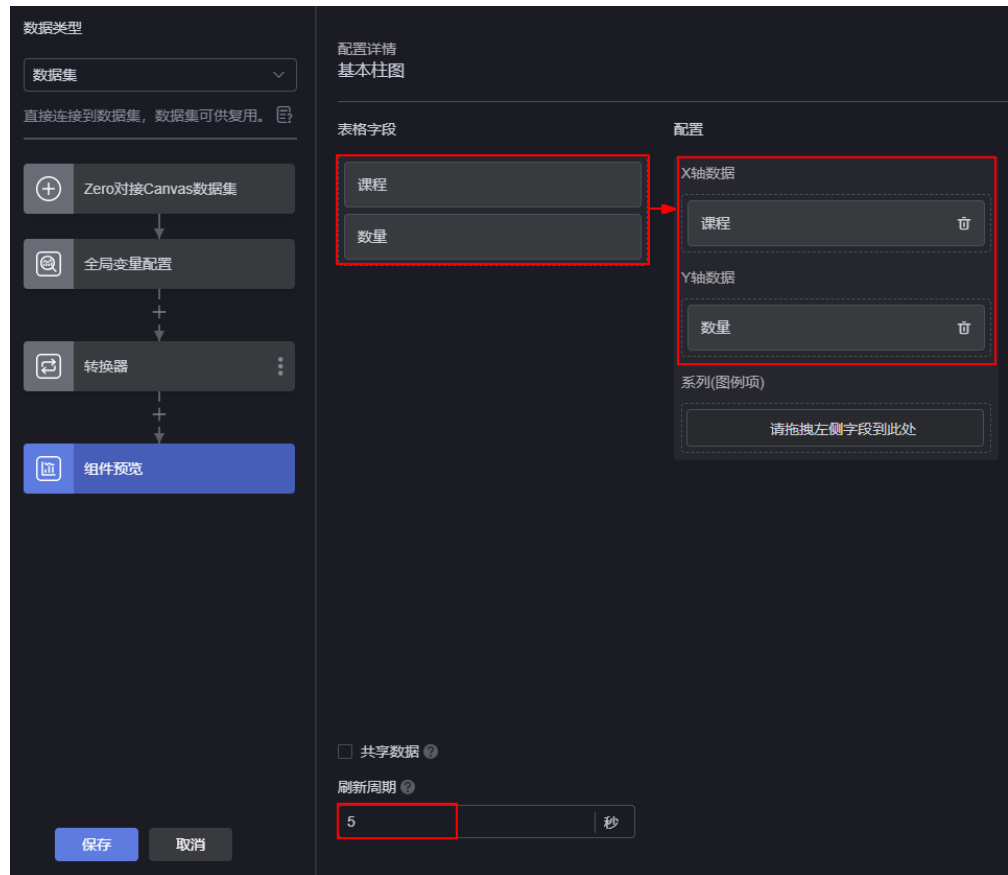 数据类型
数据集
直接连接到数据集，数据集可供复用。
Zero对接Canvas数据集
全局变量配置
转换器
组件预览
保存
取消
配置详情
基本柱图
表格字段
课程
数量
配置
X轴数据
课程
Y轴数据
数量
系列(图例项)
请拖拽左侧字段到此处
共享数据
刷新周期
5
秒